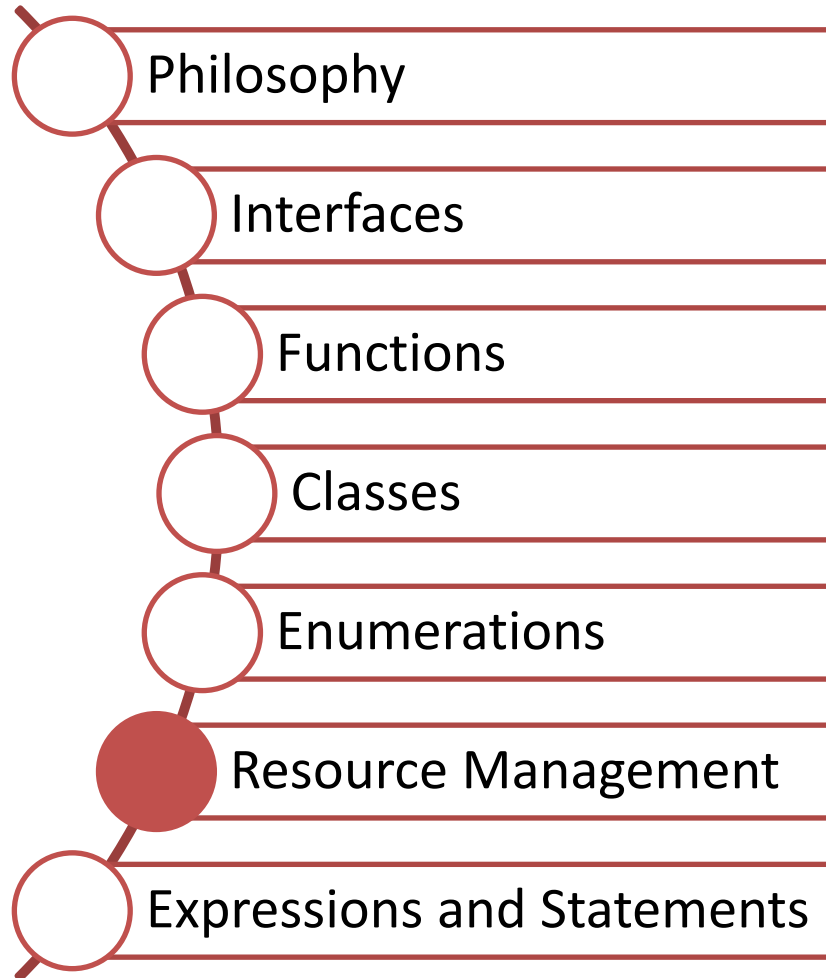 Philosophy
Interfaces
Functions
Classes
Enumerations
Resource Management
Expressions and Statements